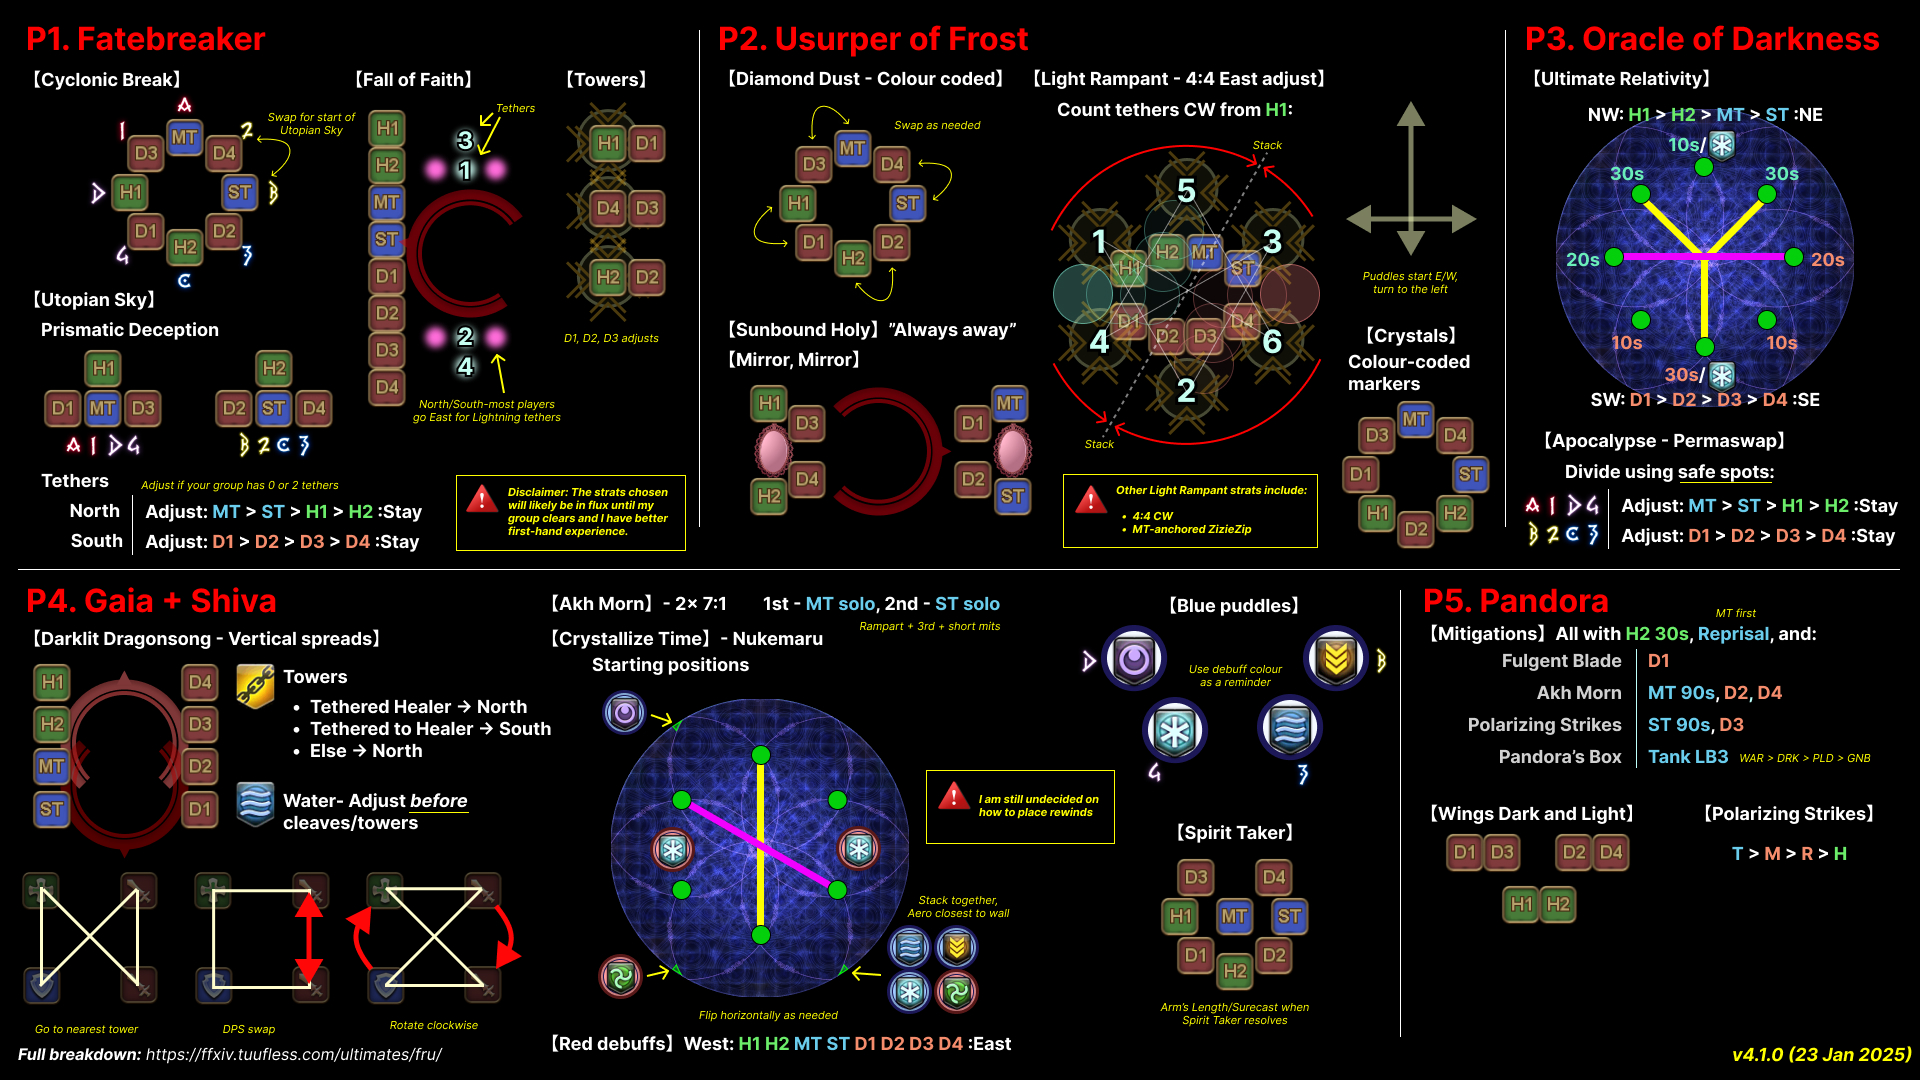 P1. Fatebreaker
【Cyclonic Break】
Swap for start of
Utopian Sky
A
1
2
MT
D3
D4
D
H1
ST
B
D1
D2
4
H2
3
C
【Utopian Sky】
Prismatic Deception
H1
D1 MT D3
A 1 D 4
H2
D2 ST D4
B 2 C 3
Tethers
Adjust if your group has 0 or 2 tethers
North
Adjust: MT > ST > H1 > H2 :Stay
South
Adjust: D1 > D2 > D3 > D4 :Stay
【Fall of Faith】
H1
H2
MT
ST
D1
D2
D3
D4
Tethers
3
1
2
4
North/South-most players
go East for Lightning tethers
【Towers】
H1 D1
D4 D3
H2 D2
D1, D2, D3 adjusts
Disclaimer: The strats chosen
will likely be in flux until my
group clears and I have better
first-hand experience.
P2. Usurper of Frost
【Diamond Dust - Colour coded】
Swap as needed
MT
D3
D4
H1
ST
D1
D2
H2
【Sunbound Holy】"Always away"
【Mirror, Mirror】
H1
D3
D4
H2
MT
D1
D2
ST
【Light Rampant - 4:4 East adjust】
Count tethers CW from H1:
Stack
5
1
3
H1 H2 MT ST
D1 D2 D3 D4
4
6
2
Stack
Puddles start E/W,
turn to the left
Other Light Rampant strats include:
• 4:4 CW
• MT-anchored ZizieZip
【Crystals】
Colour-coded
markers
MT
D3
D4
D1
ST
H1
H2
D2
P3. Oracle of Darkness
【Ultimate Relativity】
NW: H1 > H2 > MT > ST :NE
10s/
30s
30s
20s
20s
10s
10s
30s/
SW: D1 > D2 > D3 > D4 :SE
【Apocalypse - Permaswap】
Divide using safe spots:
A 1 D 4
Adjust: MT > ST > H1 > H2 :Stay
B 2 C 3
Adjust: D1 > D2 > D3 > D4 :Stay
P4. Gaia + Shiva
【Darklit Dragonsong - Vertical spreads】
H1
H2
MT
ST
D4
D3
D2
D1
Towers
• Tethered Healer → North
• Tethered to Healer → South
• Else → North
Water- Adjust before
cleaves/towers
Go to nearest tower
DPS swap
Rotate clockwise
Full breakdown: https://ffxiv.tuufless.com/ultimates/fru/
【Akh Morn】 - 2× 7:1
1st - MT solo, 2nd - ST solo
Rampart + 3rd + short mits
【Crystallize Time】 - Nukemaru
Starting positions
I am still undecided on
how to place rewinds
Stack together,
Aero closest to wall
Flip horizontally as needed
【Red debuffs】 West: H1 H2 MT ST D1 D2 D3 D4 :East
【Blue puddles】
D
B
Use debuff colour
as a reminder
4
3
【Spirit Taker】
D3
D4
H1 MT ST
D1
D2
H2
Arm's Length/Surecast when
Spirit Taker resolves
P5. Pandora
MT first
【Mitigations】 All with H2 30s, Reprisal, and:
Fulgent Blade
D1
Akh Morn
MT 90s, D2, D4
Polarizing Strikes
ST 90s, D3
Pandora's Box
Tank LB3
WAR > DRK > PLD > GNB
【Wings Dark and Light】
D1 D3
D2 D4
H1 H2
【Polarizing Strikes】
T > M > R > H
v4.1.0 (23 Jan 2025)